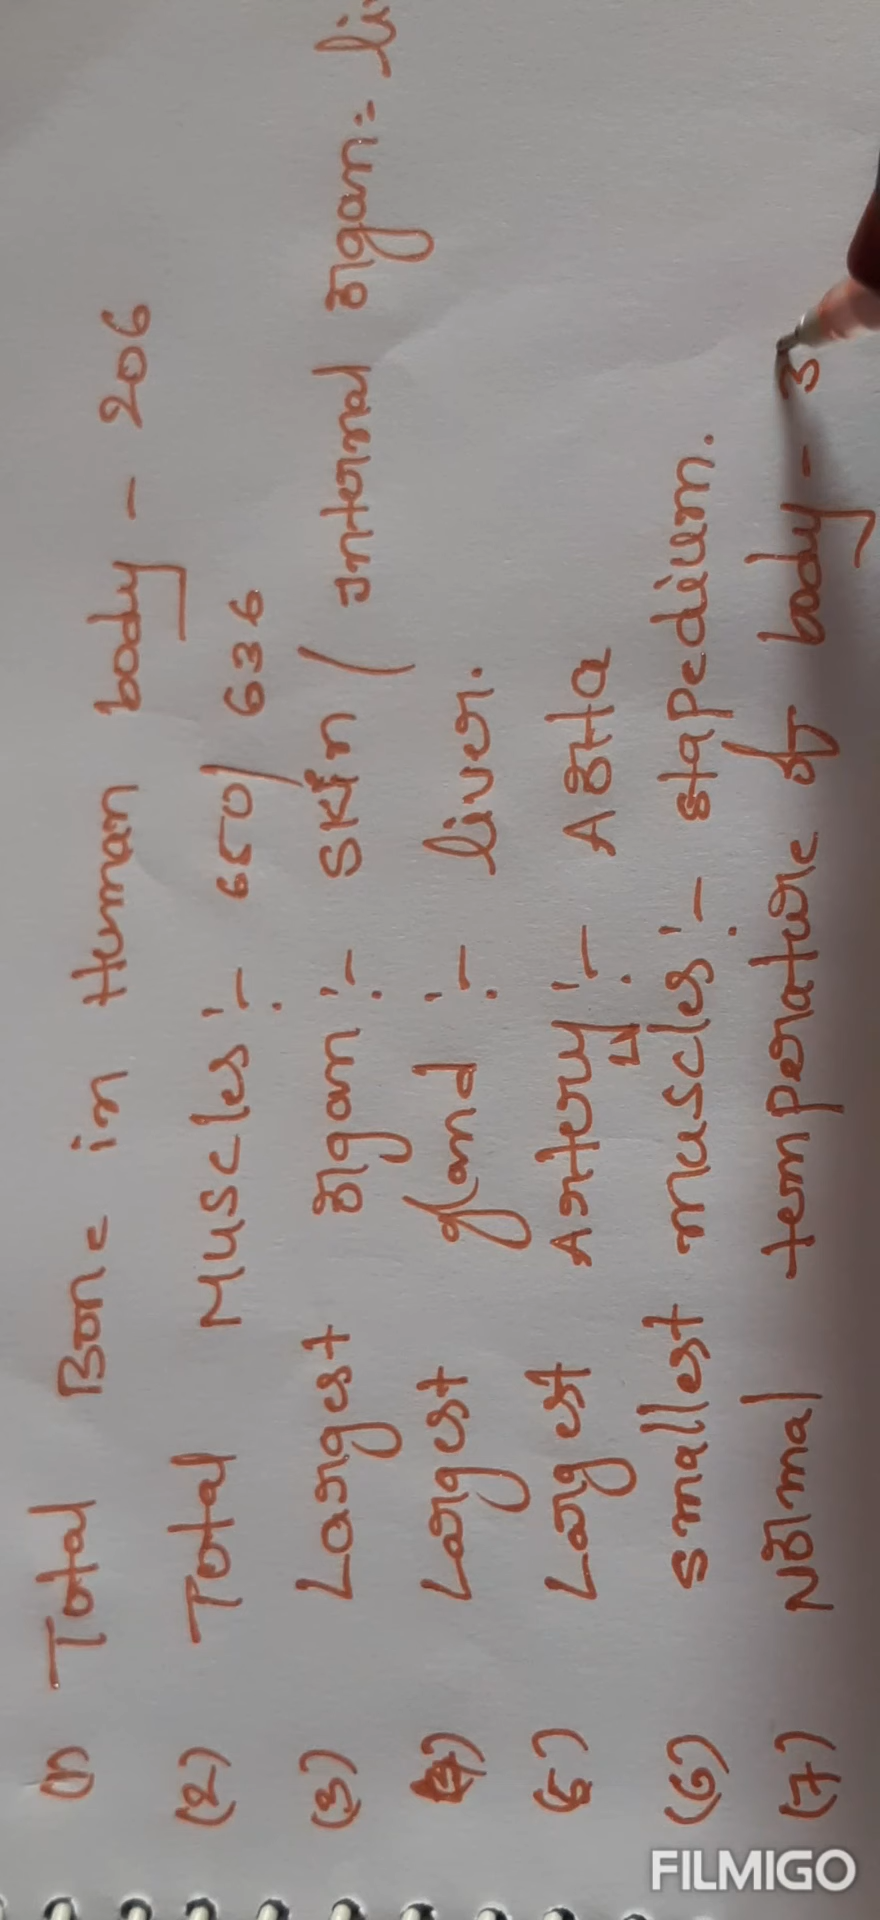 (1) Total Bone in Human body - 206
(2) Total Muscles :- 650/ 636
(3) Largest organ :- skin / Internal organ:- li
(4) Largest gland :- liver.
(5) Largest Artery :- Aorta
(6) smallest muscles :- stapedium.
(7) Normal temperature of body - 3
FILMIGO